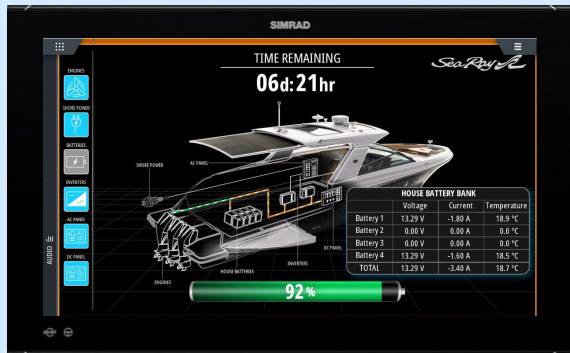 SIMRAD
TIME REMAINING
06d:21hr
Sea Ray
ENGINES
SHORE POWER
BATTERIES
INVERTERS
AC PANEL
DC PANEL
AUDIO
SHORE POWER
AC PANEL
DC PANEL
INVERTERS
HOUSE BATTERIES
ENGINES
HOUSE BATTERY BANK
Voltage Current Temperature
Battery 1 13.29 V -1.80 A 18.9 °C
Battery 2 0.00 V 0.00 A 0.0 °C
Battery 3 0.00 V 0.00 A 0.0 °C
Battery 4 13.29 V -1.60 A 18.5 °C
TOTAL 13.29 V -3.40 A 18.7 °C
92%